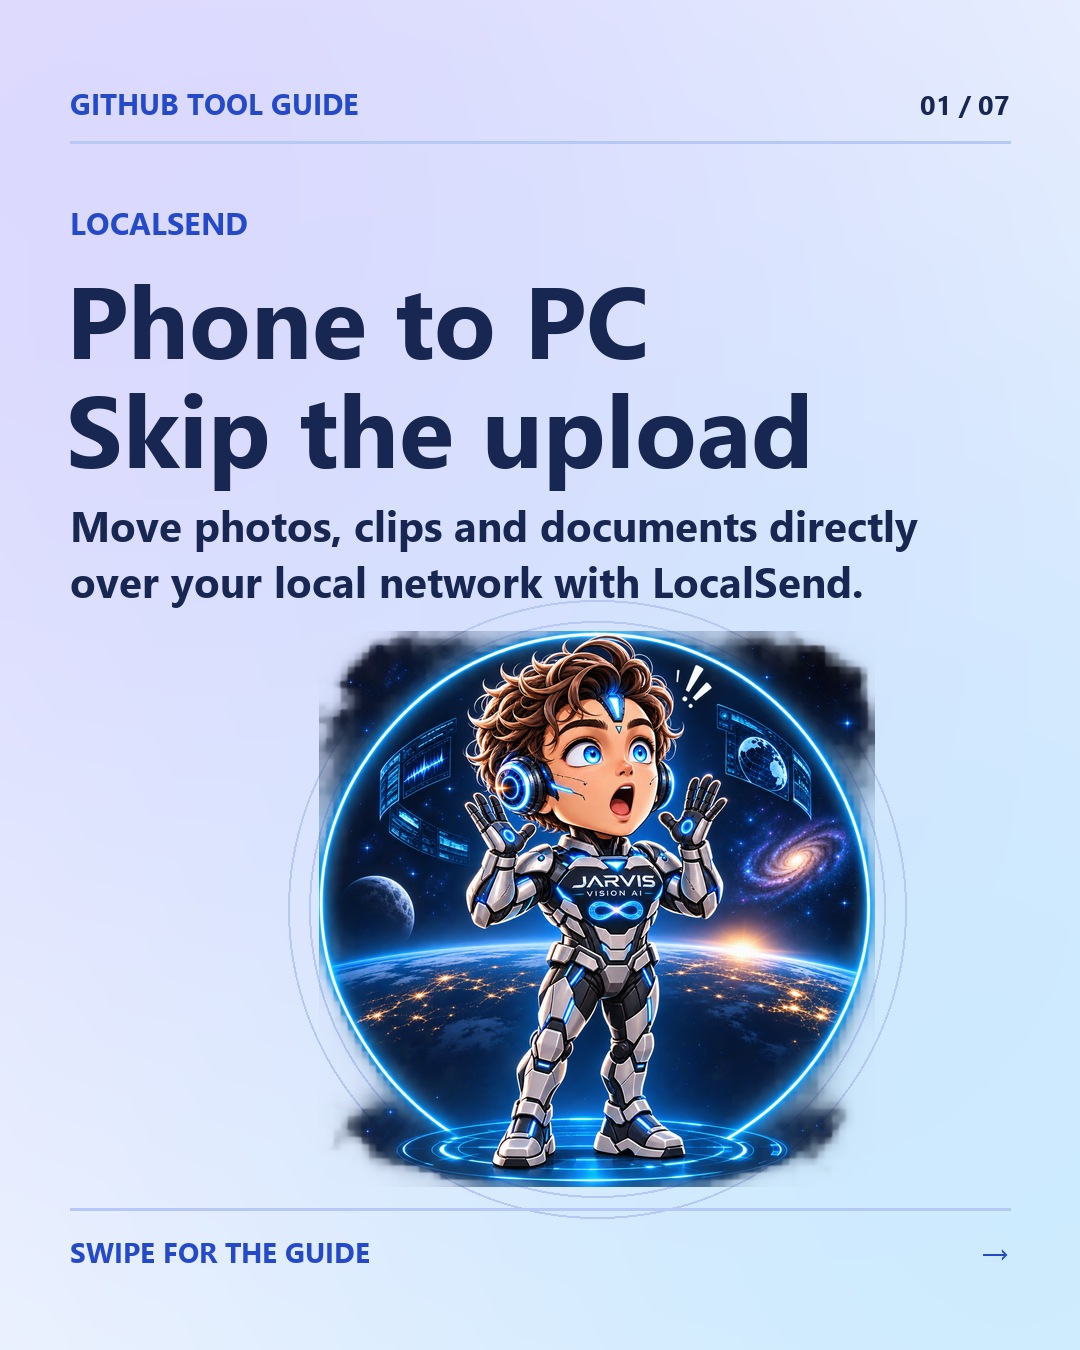 GITHUB TOOL GUIDE
01 / 07
LOCALSEND
Phone to PC
Skip the upload
Move photos, clips and documents directly
over your local network with LocalSend.
JARVIS
VISION AI
SWIPE FOR THE GUIDE
→